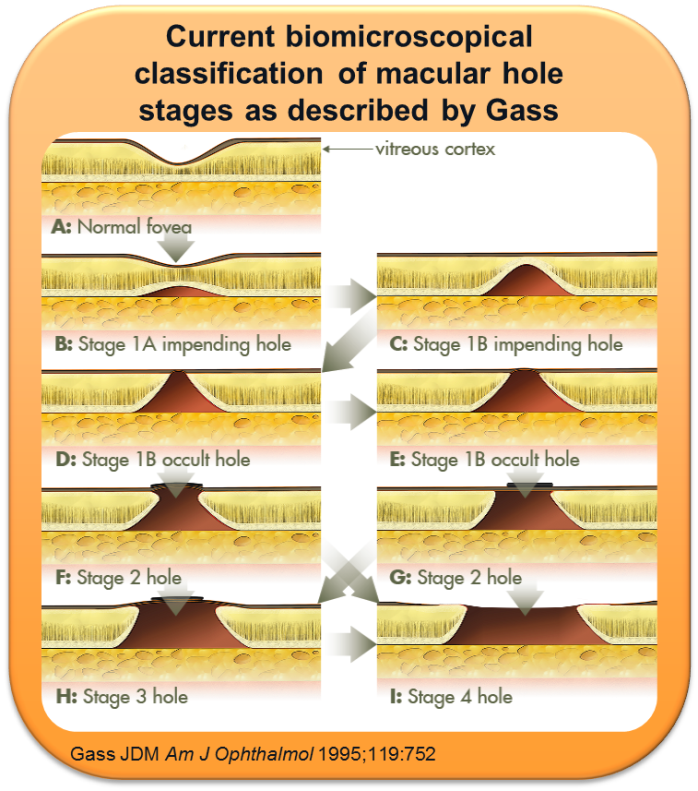 Current biomicroscopical
classification of macular hole
stages as described by Gass
vitreous cortex
A: Normal fovea
B: Stage 1A impending hole
C: Stage 1B impending hole
D: Stage 1B occult hole
E: Stage 1B occult hole
F: Stage 2 hole
G: Stage 2 hole
H: Stage 3 hole
I: Stage 4 hole
Gass JDM Am J Ophthalmol 1995;119:752